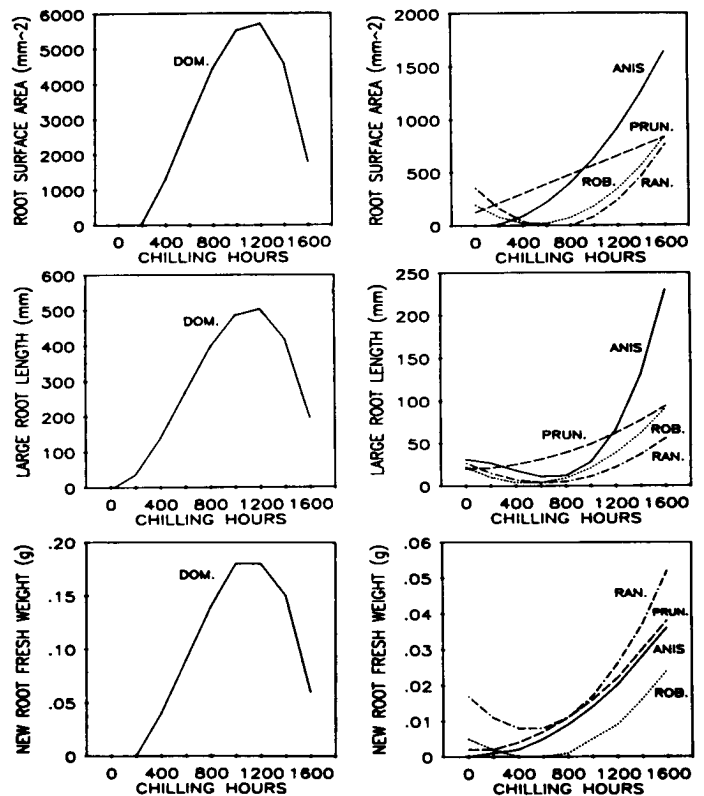 ROOT SURFACE AREA (mm^2)
6000
5000
4000
3000
2000
1000
0
DOM.
0 400 800 1200 1600
CHILLING HOURS
ROOT SURFACE AREA (mm^2)
2000
1500
1000
500
0
ANIS
PRUN.
ROB.
RAN.
0 400 800 1200 1600
CHILLING HOURS
LARGE ROOT LENGTH (mm)
600
500
400
300
200
100
0
DOM.
0 400 800 1200 1600
CHILLING HOURS
LARGE ROOT LENGTH (mm)
250
200
150
100
50
0
ANIS
PRUN.
ROB.
RAN.
0 400 800 1200 1600
CHILLING HOURS
NEW ROOT FRESH WEIGHT (g)
.20
.15
.10
.05
0
DOM.
0 400 800 1200 1600
CHILLING HOURS
NEW ROOT FRESH WEIGHT (g)
.06
.05
.04
.03
.02
.01
0
RAN.
PRUN.
ANIS
ROB.
0 400 800 1200 1600
CHILLING HOURS